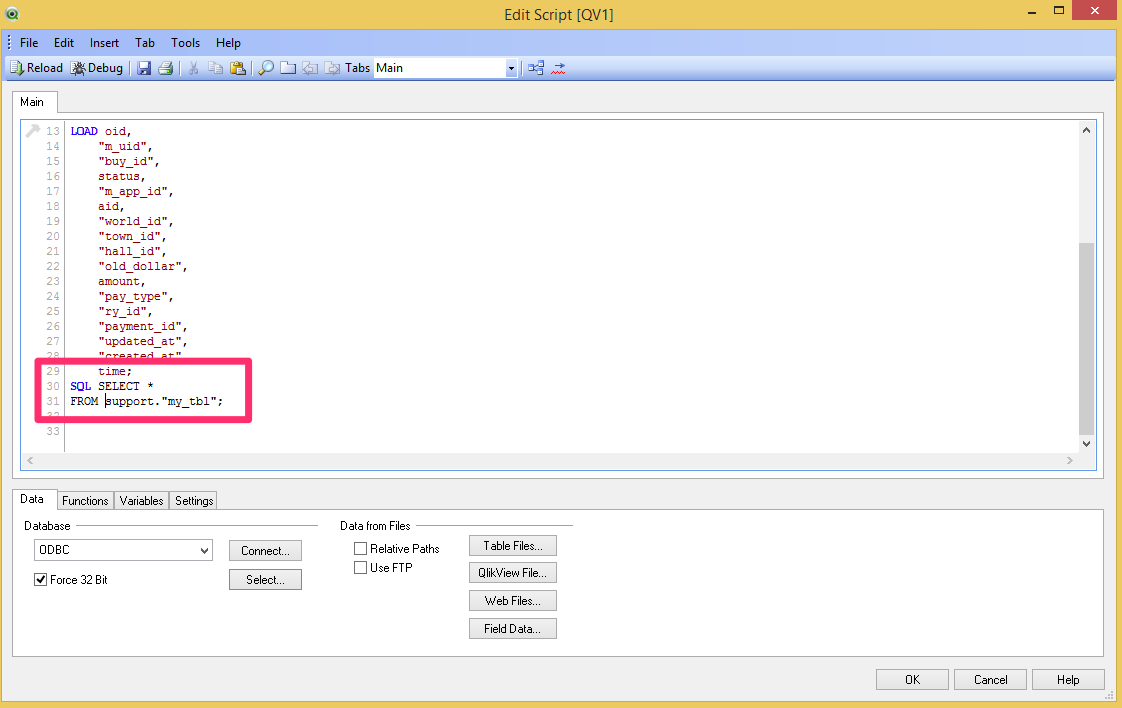 Edit Script [QV1]
File Edit Insert Tab Tools Help
Reload Debug Tabs Main
Main
13 LOAD oid,
14 "m_uid",
15 "buy_id",
16 status,
17 "m_app_id",
18 aid,
19 "world_id",
20 "town_id",
21 "hall_id",
22 "old_dollar",
23 amount,
24 "pay_type",
25 "ry_id",
26 "payment_id",
27 "updated_at",
28 "created_at"
29 time;
30 SQL SELECT *
31 FROM support."my_tbl";
32
33
Data Functions Variables Settings
Database
ODBC Connect...
Force 32 Bit Select...
Data from Files
Relative Paths Table Files...
Use FTP QlikView File...
Web Files...
Field Data...
OK Cancel Help